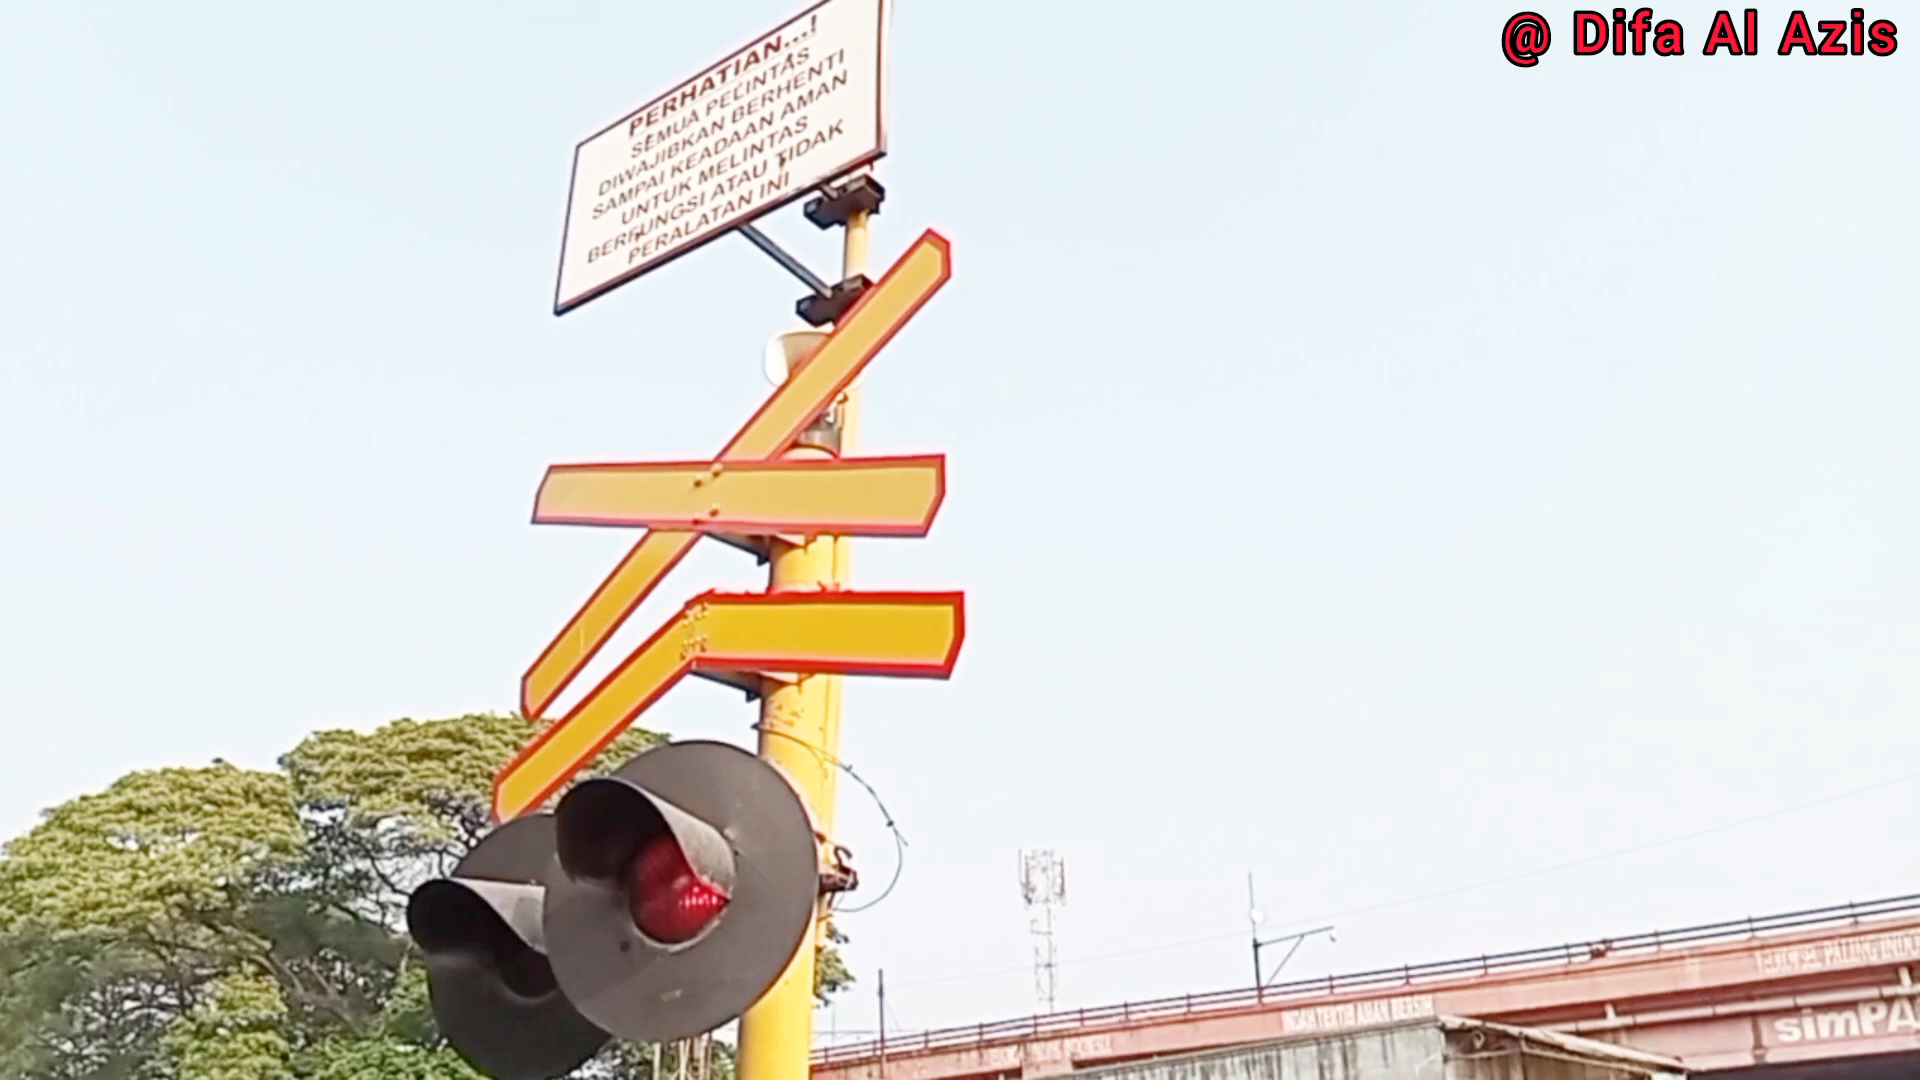 @ Difa Al Azis
PERHATIAN...!
SEMUA PELINTAS
DIWAJIBKAN BERHENTI
SAMPAI KEADAAN AMAN
UNTUK MELINTAS
BERFUNGSI ATAU TIDAK
PERALATAN INI
simPA